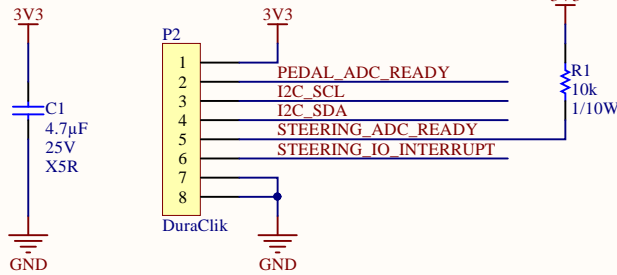 3V3
C1
4.7µF
25V
X5R
GND
P2
3V3
1
PEDAL_ADC_READY
2
I2C_SCL
3
I2C_SDA
4
STEERING_ADC_READY
5
STEERING_IO_INTERRUPT
6
7
8
DuraClik
GND
3V3
R1
10k
1/10W